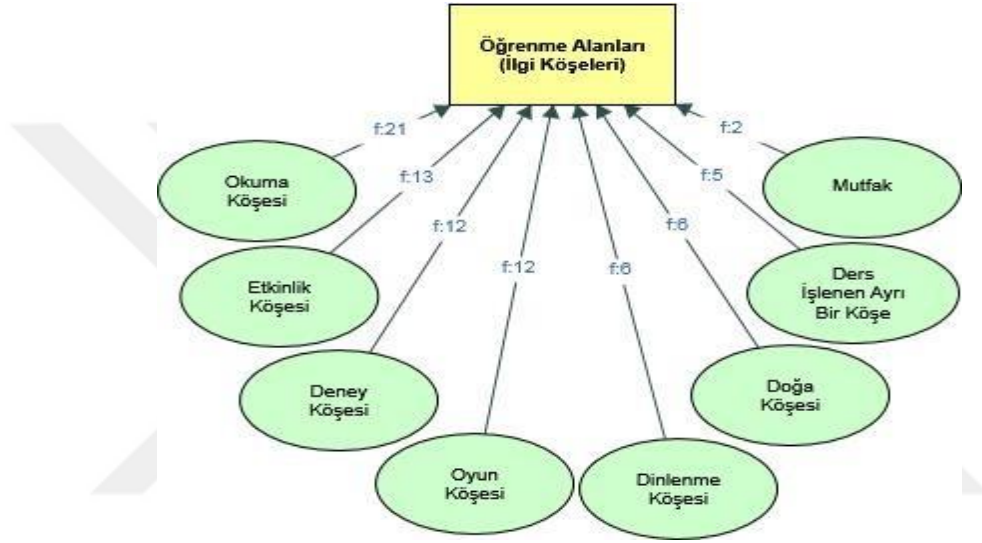 Öğrenme Alanları
(İlgi Köşeleri)
f:21
f:2
f:13
f:5
f:12
f:6
f:12
f:6
Okuma
Köşesi
Mutfak
Etkinlik
Köşesi
Ders
İşlenen Ayrı
Bir Köşe
Deney
Köşesi
Doğa
Köşesi
Oyun
Köşesi
Dinlenme
Köşesi